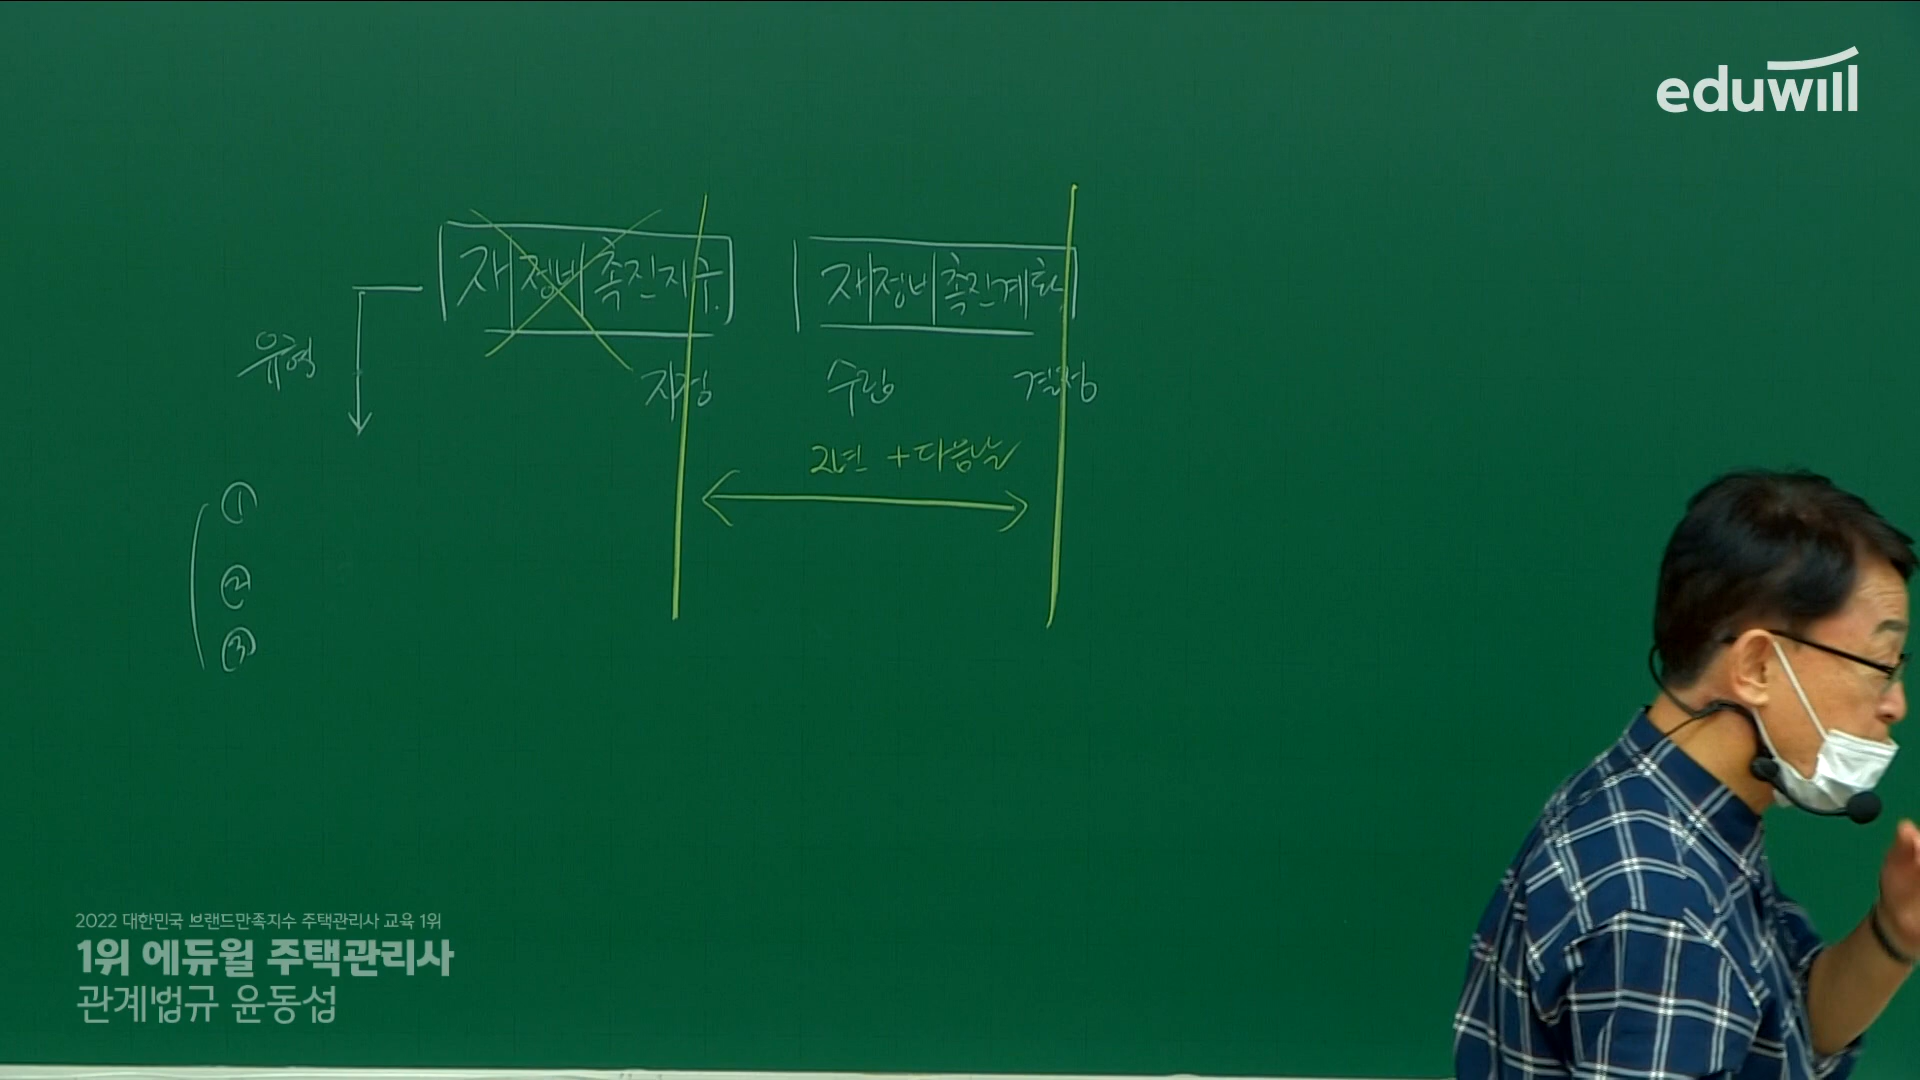 eduwill
재정비촉진지구 재정비촉진계획
유형 지정 수립 결정
2년 +다음날
①
②
③
2022 대한민국 브랜드만족지수 주택관리사 교육 1위
1위 에듀윌 주택관리사
관계법규 윤동섭